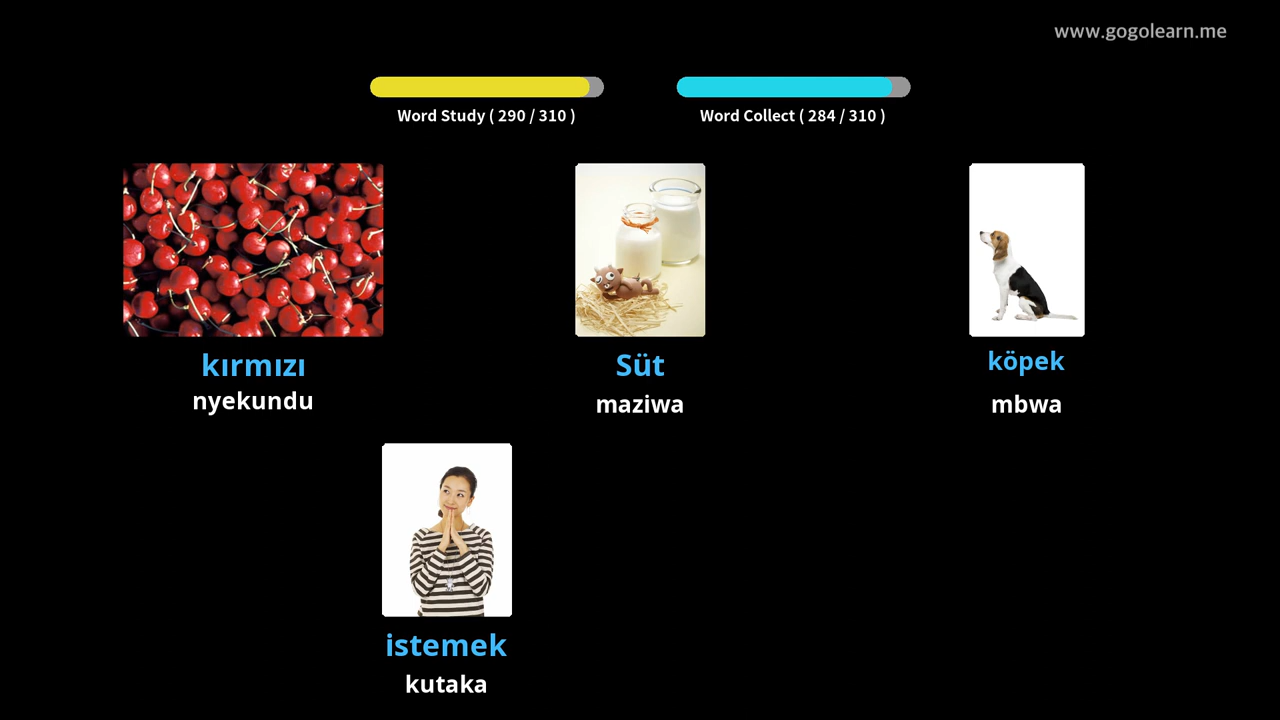 www.gogolearn.me
Word Study ( 290 / 310 )
Word Collect ( 284 / 310 )
kırmızı
nyekundu
Süt
maziwa
köpek
mbwa
istemek
kutaka